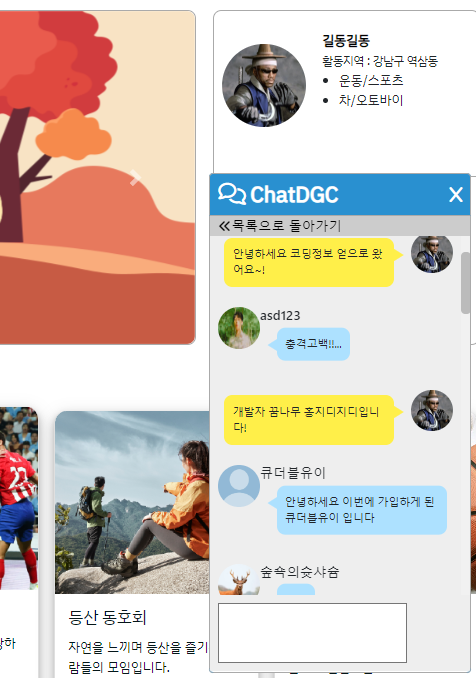 길동길동
활동지역 : 강남구 역삼동
운동/스포츠
차/오토바이
ChatDGC
X
목록으로 돌아가기
안녕하세요 코딩정보 얻으로 왔
어요~!
asd123
충격고백!!...
개발자 꿈나무 홍지디지디입니
다!
큐더블유이
안녕하세요 이번에 가입하게 된
큐더블유이 입니다
숲속의슛샤슘
등산 동호회
자연을 느끼며 등산을 즐기
람들의 모임입니다.